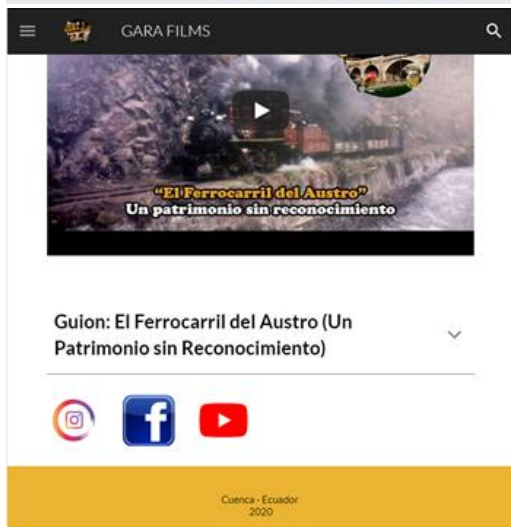 GARA FILMS
“El Ferrocarril del Austro”
Un patrimonio sin reconocimiento
Guion: El Ferrocarril del Austro (Un
Patrimonio sin Reconocimiento)
Cuenca - Ecuador
2020